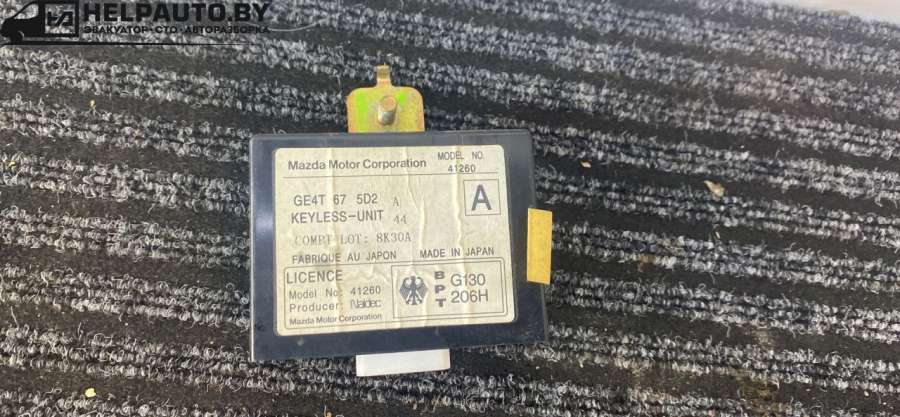 HELPAUTO.BY
ЭВАКУАТОР • СТО • АВТОРАЗБОРКА
Mazda Motor Corporation
MODEL NO.
41260
GE4T 67 5D2 A
KEYLESS-UNIT 44
A
COMPT LOT: 8K30A
FABRIQUE AU JAPON MADE IN JAPAN
LICENCE
Model No: 41260
Producer: Naldec
Mazda Motor Corporation
BPT
G130
206H